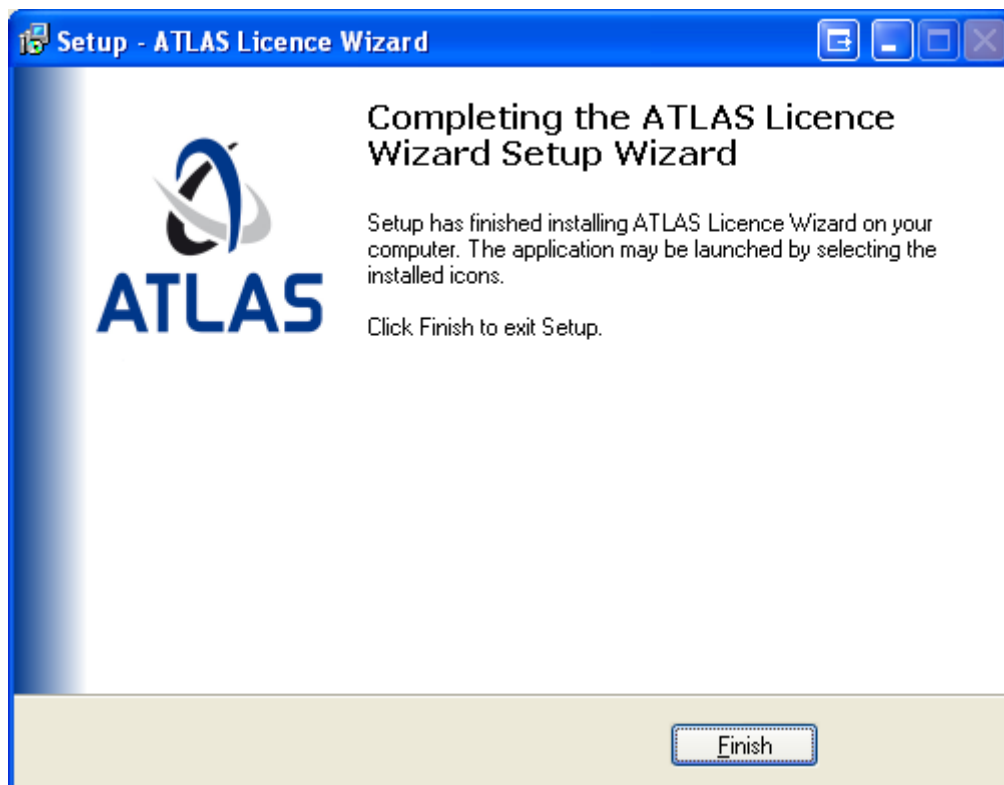 Setup - ATLAS Licence Wizard
Completing the ATLAS Licence
Wizard Setup Wizard
Setup has finished installing ATLAS Licence Wizard on your
computer. The application may be launched by selecting the
installed icons.
Click Finish to exit Setup.
ATLAS
Finish